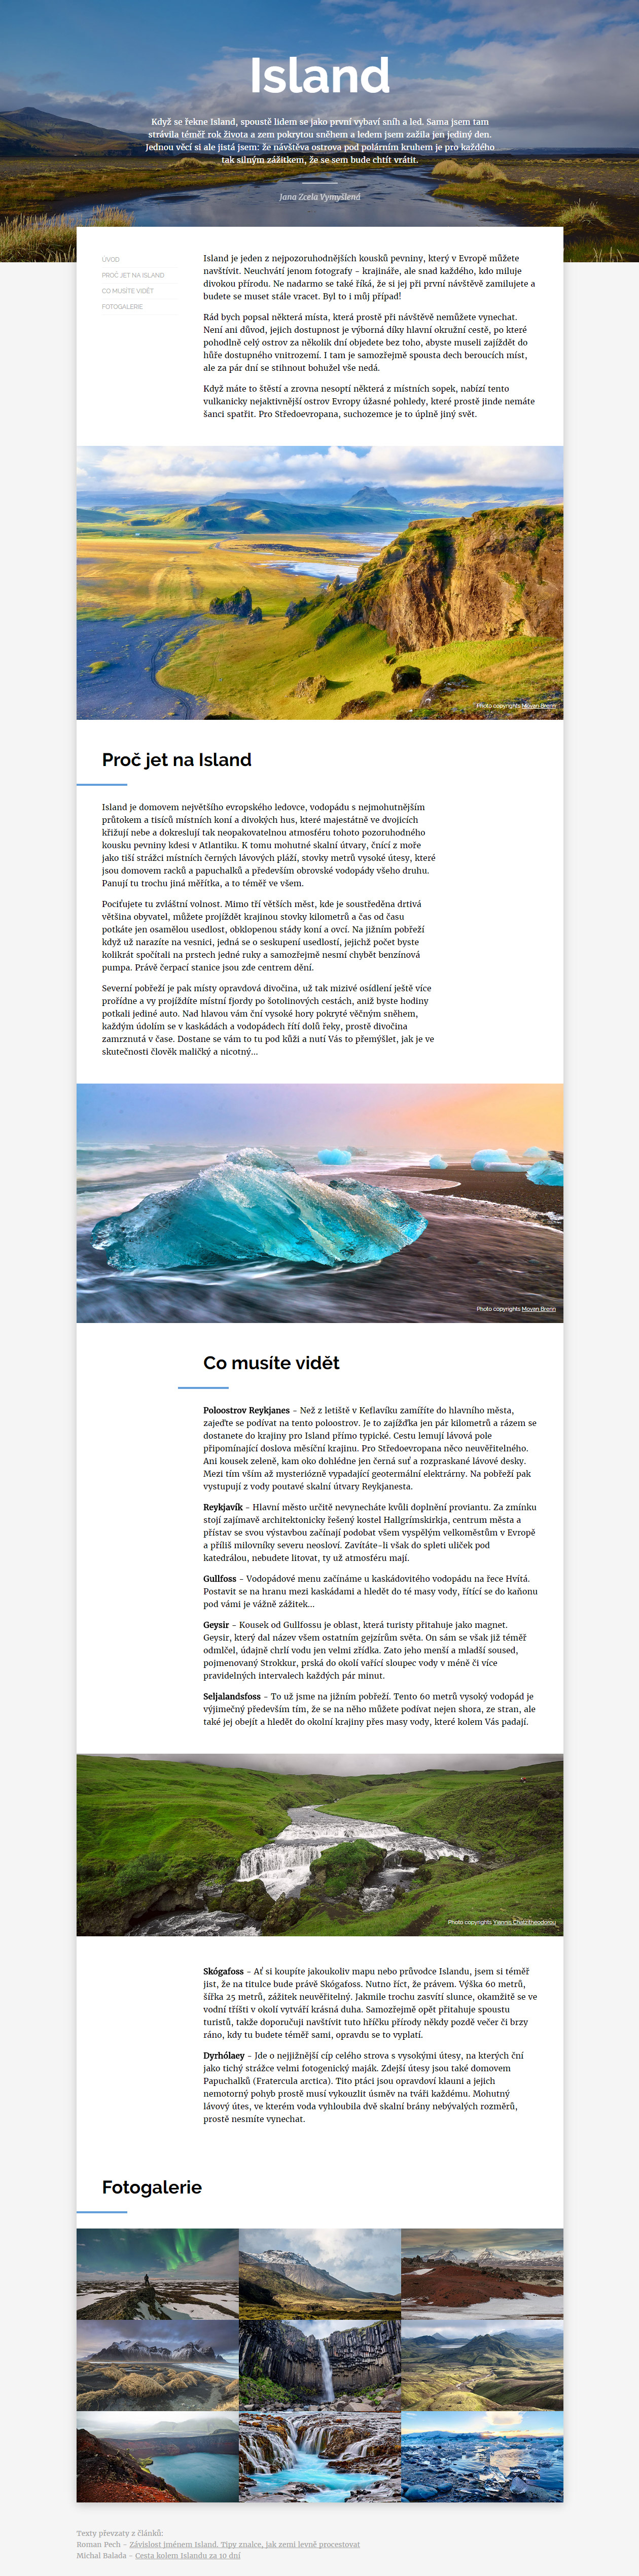 Island
Když se řekne Island, spoustě lidem se jako první vybaví sníh a led. Sama jsem tam
strávila téměř rok života a zem pokrytou sněhem a ledem jsem zažila jen jediný den.
Jednou věcí si ale jistá jsem: že návštěva ostrova pod polárním kruhem je pro každého
tak silným zážitkem, že se sem bude chtít vrátit.
Jana Zcela Vymyšlená
ÚVOD
PROČ JET NA ISLAND
CO MUSÍTE VIDĚT
FOTOGALERIE
Island je jeden z nejpozoruhodnějších kousků pevniny, který v Evropě můžete
navštívit. Neuchvátí jenom fotografy - krajináře, ale snad každého, kdo miluje
divokou přírodu. Ne nadarmo se také říká, že si jej při první návštěvě zamilujete a
budete se muset stále vracet. Byl to i můj případ!
Rád bych popsal některá místa, která prostě při návštěvě nemůžete vynechat.
Není ani důvod, jejich dostupnost je výborná díky hlavní okružní cestě, po které
pohodlně celý ostrov za několik dní objedete bez toho, abyste museli zajíždět do
hůře dostupného vnitrozemí. I tam je samozřejmě spousta dech beroucích míst,
ale za pár dní se stihnout bohužel vše nedá.
Když máte to štěstí a zrovna nesoptí některá z místních sopek, nabízí tento
vulkanicky nejaktivnější ostrov Evropy úžasné pohledy, které prostě jinde nemáte
šanci spatřit. Pro Středoevropana, suchozemce je to úplně jiný svět.
Photo copyrights Moyan Brenn
Proč jet na Island
Island je domovem největšího evropského ledovce, vodopádu s nejmohutnějším
průtokem a tisíců místních koní a divokých hus, které majestátně ve dvojicích
křižují nebe a dokreslují tak neopakovatelnou atmosféru tohoto pozoruhodného
kousku pevniny kdesi v Atlantiku. K tomu mohutné skalní útvary, čnící z moře
jako tiší strážci místních černých lávových pláží, stovky metrů vysoké útesy, které
jsou domovem racků a papuchalků a především obrovské vodopády všeho druhu.
Panují tu trochu jiná měřítka, a to téměř ve všem.
Pociťujete tu zvláštní volnost. Mimo tří větších měst, kde je soustředěna drtivá
většina obyvatel, můžete projíždět krajinou stovky kilometrů a čas od času
potkáte jen osamělou usedlost, obklopenou stády koní a ovcí. Na jižním pobřeží
když už narazíte na vesnici, jedná se o seskupení usedlostí, jejichž počet byste
kolikrát spočítali na prstech jedné ruky a samozřejmě nesmí chybět benzínová
pumpa. Právě čerpací stanice jsou zde centrem dění.
Severní pobřeží je pak místy opravdová divočina, už tak mizivé osídlení ještě více
prořídne a vy projíždíte místní fjordy po šotolinových cestách, aniž byste hodiny
potkali jediné auto. Nad hlavou vám ční vysoké hory pokryté věčným sněhem,
každým údolím se v kaskádách a vodopádech řítí dolů řeky, prostě divočina
zamrznutá v čase. Dostane se vám to tu pod kůži a nutí Vás to přemýšlet, jak je ve
skutečnosti člověk maličký a nicotný...
Photo copyrights Moyan Brenn
Co musíte vidět
Poloostrov Reykjanes - Než z letiště v Keflavíku zamíříte do hlavního města,
zajeďte se podívat na tento poloostrov. Je to zajížďka jen pár kilometrů a rázem se
dostanete do krajiny pro Island přímo typické. Cestu lemují lávová pole
připomínající doslova měsíční krajinu. Pro Středoevropana něco neuvěřitelného.
Ani kousek zeleně, kam oko dohlédne jen černá suť a rozpraskané lávové desky.
Mezi tím vším až mysteriózně vypadající geotermální elektrárny. Na pobřeží pak
vystupují z vody poutavé skalní útvary Reykjanesta.
Reykjavík - Hlavní město určitě nevynecháte kvůli doplnění proviantu. Za zmínku
stojí zajímavě architektonicky řešený kostel Hallgrímskirkja, centrum města a
přístav se svou výstavbou začínají podobat všem vyspělým velkoměstům v Evropě
a příliš milovníky severu neosloví. Zavítáte-li však do spleti uliček pod
katedrálou, nebudete litovat, ty už atmosféru mají.
Gullfoss - Vodopádové menu začínáme u kaskádovitého vodopádu na řece Hvítá.
Postavit se na hranu mezi kaskádami a hledět do té masy vody, řítící se do kaňonu
pod vámi je vážně zážitek...
Geysir - Kousek od Gullfossu je oblast, která turisty přitahuje jako magnet.
Geysir, který dal název všem ostatním gejzírům světa. On sám se však již téměř
odmlčel, údajně chrlí vodu jen velmi zřídka. Zato jeho menší a mladší soused,
pojmenovaný Strokkur, prská do okolí vařící sloupec vody v méně či více
pravidelných intervalech každých pár minut.
Seljalandsfoss - To už jsme na jižním pobřeží. Tento 60 metrů vysoký vodopád je
výjimečný především tím, že se na něho můžete podívat nejen shora, ze stran, ale
také jej obejít a hledět do okolní krajiny přes masy vody, které kolem Vás padají.
Photo copyrights Yiannis Chatzitheodorou
Skógafoss - Ať si koupíte jakoukoliv mapu nebo průvodce Islandu, jsem si téměř
jist, že na titulce bude právě Skógafoss. Nutno říct, že právem. Výška 60 metrů,
šířka 25 metrů, zážitek neuvěřitelný. Jakmile trochu zasvítí slunce, okamžitě se ve
vodní tříšti v okolí vytváří krásná duha. Samozřejmě opět přitahuje spoustu
turistů, takže doporučuji navštívit tuto hříčku přírody někdy pozdě večer či brzy
ráno, kdy tu budete téměř sami, opravdu se to vyplatí.
Dyrhólaey - Jde o nejjižnější cíp celého strova s vysokými útesy, na kterých ční
jako tichý strážce velmi fotogenický maják. Zdejší útesy jsou také domovem
Papuchalků (Fratercula arctica). Tito ptáci jsou opravdoví klauni a jejich
nemotorný pohyb prostě musí vykouzlit úsměv na tváři každému. Mohutný
lávový útes, ve kterém voda vyhloubila dvě skalní brány nebývalých rozměrů,
prostě nesmíte vynechat.
Fotogalerie
Texty převzaty z článků:
Roman Pech - Závislost jménem Island. Tipy znalce, jak zemi levně procestovat
Michal Balada - Cesta kolem Islandu za 10 dní